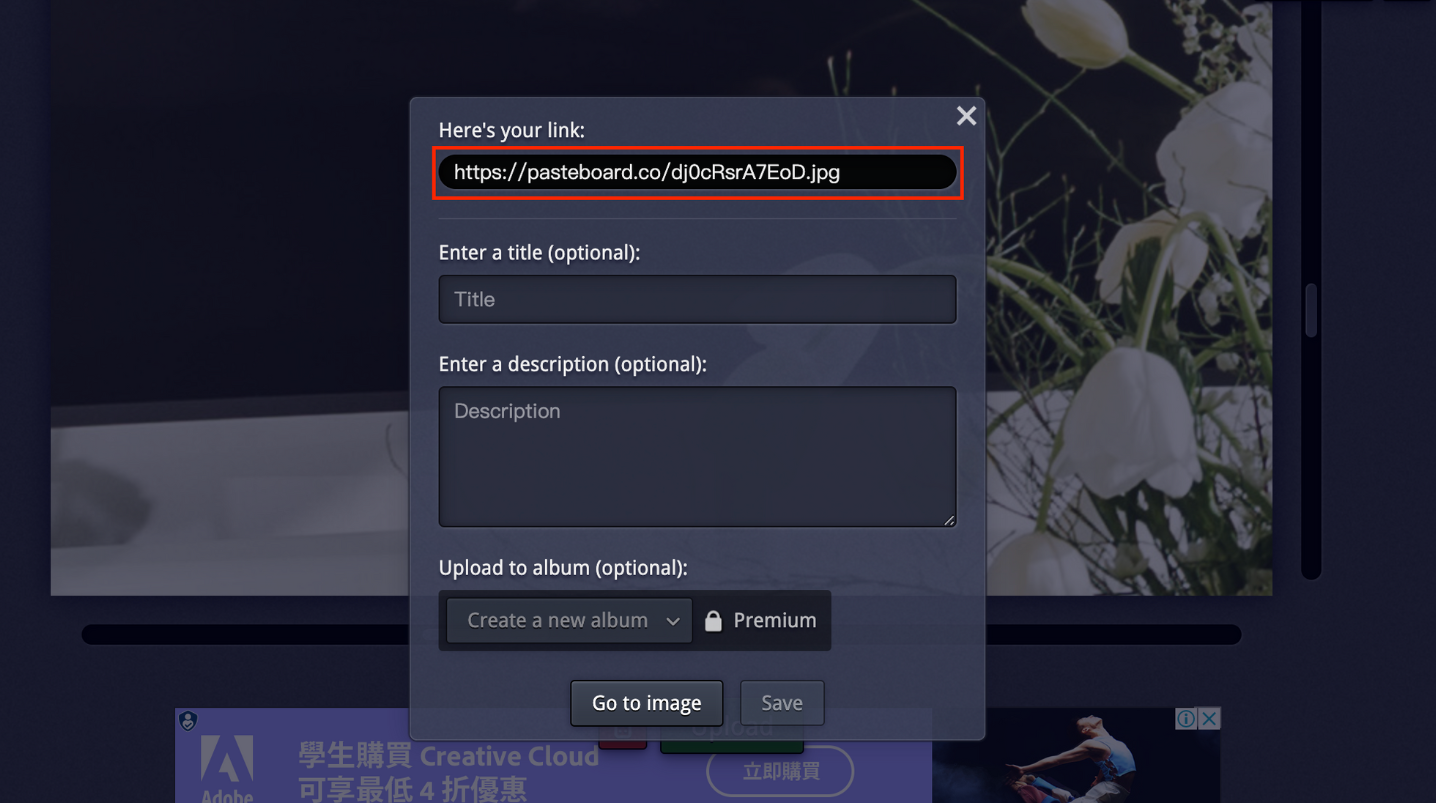 Here's your link:
https://pasteboard.co/dj0cRsrA7EoD.jpg
Enter a title (optional):
Title
Enter a description (optional):
Description
Upload to album (optional):
Create a new album
Premium
Go to image
Save
Upload
學生購買 Creative Cloud
可享最低 4 折優惠
Adobe
立即購買